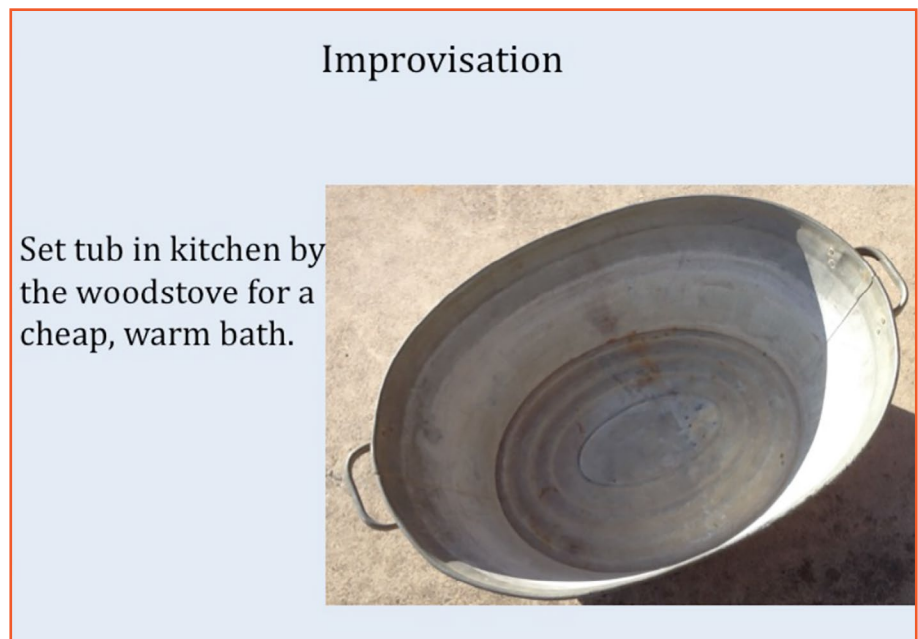 Improvisation
Set tub in kitchen by
the woodstove for a
cheap, warm bath.